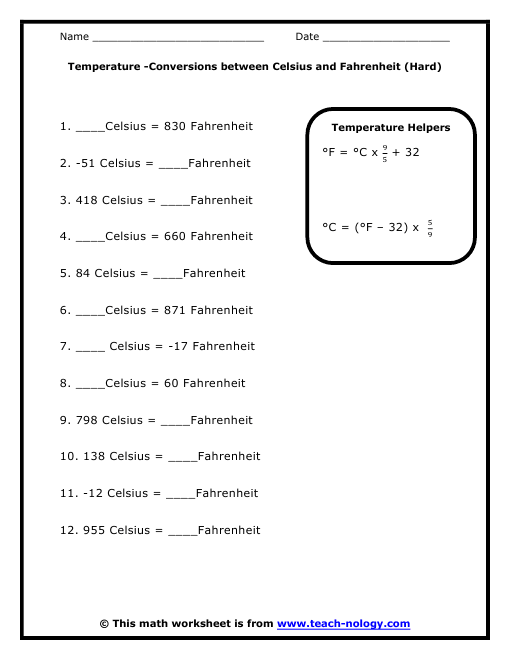 Name ______________________________ Date ______________________
Temperature -Conversions between Celsius and Fahrenheit (Hard)
1. ____Celsius = 830 Fahrenheit
2. -51 Celsius = ____Fahrenheit
3. 418 Celsius = ____Fahrenheit
4. ____Celsius = 660 Fahrenheit
5. 84 Celsius = ____Fahrenheit
6. ____Celsius = 871 Fahrenheit
7. ____ Celsius = -17 Fahrenheit
8. ____Celsius = 60 Fahrenheit
9. 798 Celsius = ____Fahrenheit
10. 138 Celsius = ____Fahrenheit
11. -12 Celsius = ____Fahrenheit
12. 955 Celsius = ____Fahrenheit
Temperature Helpers
°F = °C x 9/5 + 32
°C = (°F – 32) x 5/9
© This math worksheet is from www.teach-nology.com